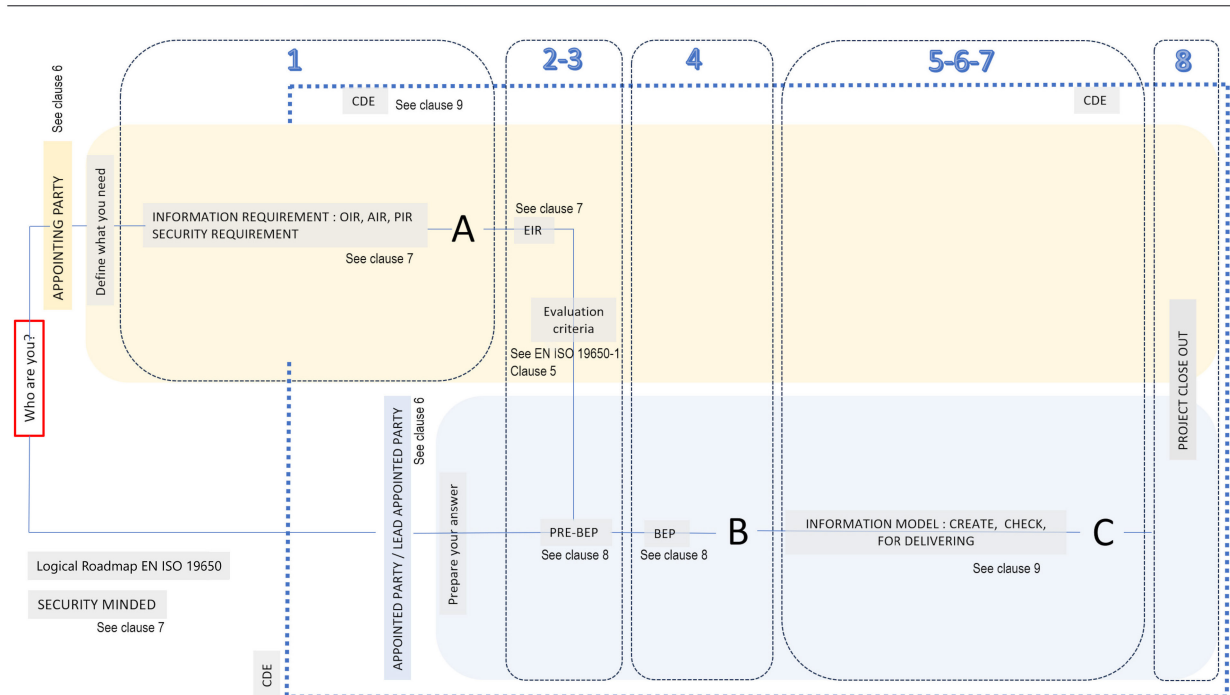 1
2-3
4
5-6-7
8
CDE
See clause 9
CDE
See clause 6
APPOINTING PARTY
Define what you need
INFORMATION REQUIREMENT : OIR, AIR, PIR
SECURITY REQUIREMENT
See clause 7
A
See clause 7
EIR
Evaluation
criteria
See EN ISO 19650-1
Clause 5
Who are you?
PROJECT CLOSE OUT
APPOINTED PARTY / LEAD APPOINTED PARTY
See clause 6
Prepare your answer
PRE-BEP
See clause 8
BEP
See clause 8
B
INFORMATION MODEL : CREATE, CHECK,
FOR DELIVERING
See clause 9
C
Logical Roadmap EN ISO 19650
SECURITY MINDED
See clause 7
CDE